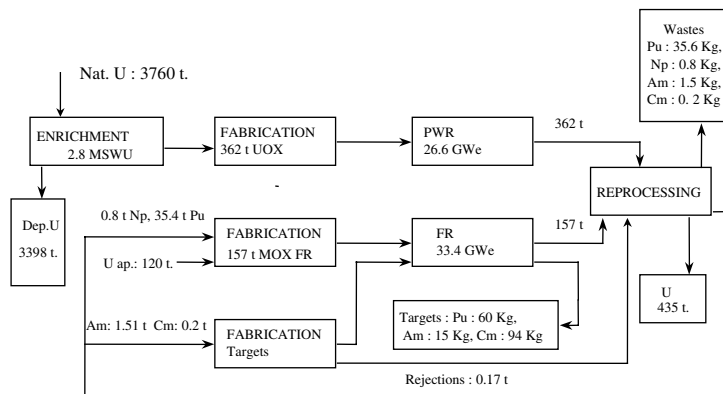 Wastes
Pu : 35.6 Kg,
Np : 0.8 Kg,
Am : 1.5 Kg,
Cm : 0. 2 Kg
Nat. U : 3760 t.
ENRICHMENT
2.8 MSWU
FABRICATION
362 t UOX
PWR
26.6 GWe
362 t
REPROCESSING
-
Dep.U
3398 t.
0.8 t Np, 35.4 t Pu
U ap.: 120 t.
FABRICATION
157 t MOX FR
FR
33.4 GWe
157 t
U
435 t.
Targets : Pu : 60 Kg,
Am : 15 Kg, Cm : 94 Kg
Am: 1.51 t Cm: 0.2 t
FABRICATION
Targets
Rejections : 0.17 t